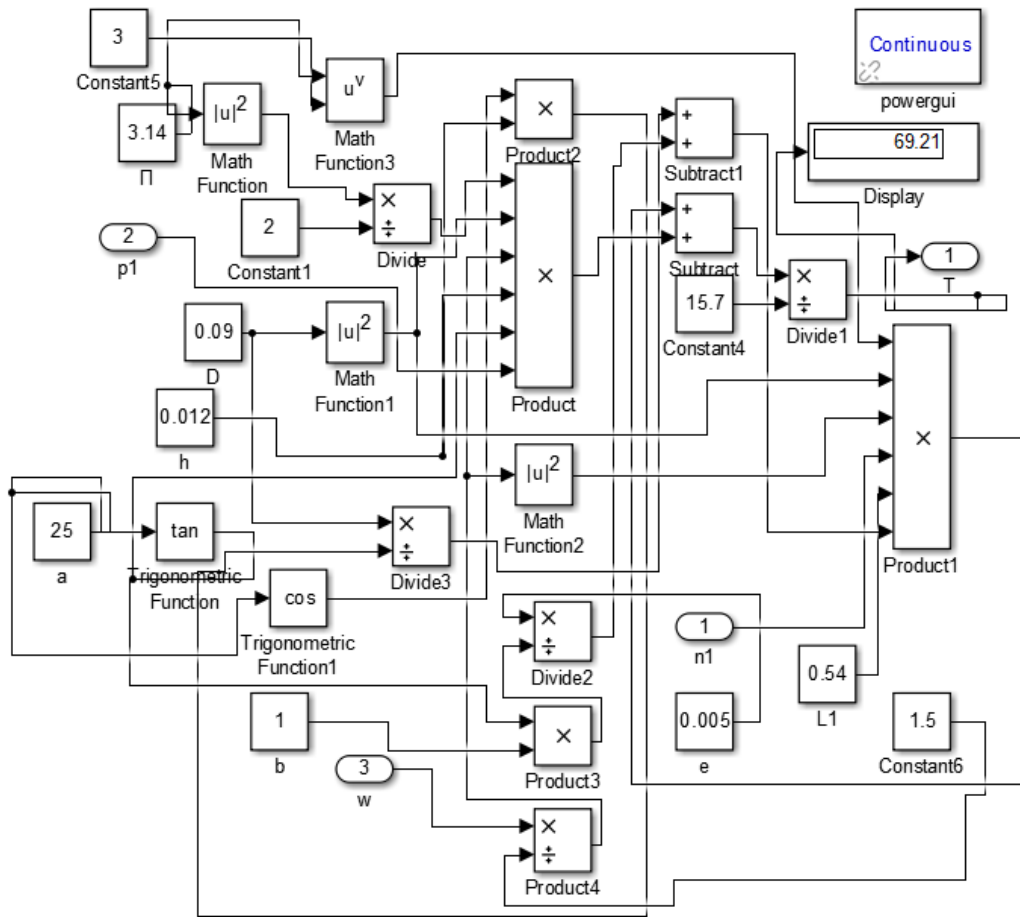 3
Constant5
3.14
П
|u|²
Math
Function
uᵛ
Math
Function3
×
Product2
+
+
Subtract1
Continuous
powergui
69.21
Display
2
p1
2
Constant1
×
÷
Divide
×
Product
+
+
Subtract
15.7
Constant4
×
÷
Divide1
1
T
0.09
D
|u|²
Math
Function1
0.012
h
|u|²
Math
Function2
×
Product1
25
a
tan
Trigonometric
Function
×
÷
Divide3
cos
Trigonometric
Function1
×
÷
Divide2
1
n1
0.54
L1
1
b
×
Product3
0.005
e
1.5
Constant6
3
w
×
÷
Product4